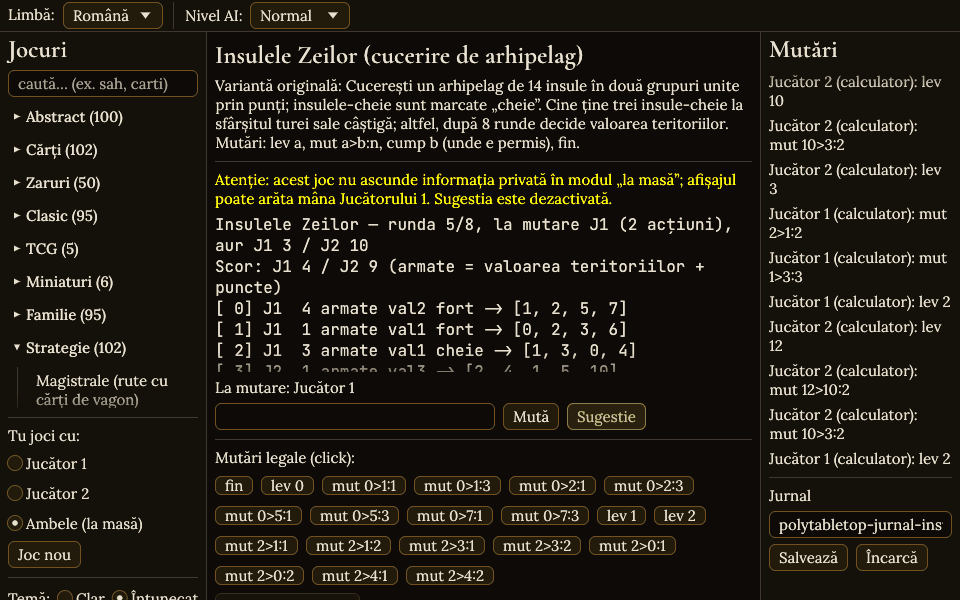 Limbă: Română Nivel AI: Normal
Jocuri
caută... (ex. sah, carti)
Abstract (100)
Cărți (102)
Zaruri (50)
Clasic (95)
TCG (5)
Miniaturi (6)
Familie (95)
Strategie (102)
Magistrale (rute cu
cărți de vagon)
Tu joci cu:
Jucător 1
Jucător 2
Ambele (la masă)
Joc nou
Temă: Clar Întunecat
Insulele Zeilor (cucerire de arhipelag)
Variantă originală: Cucerești un arhipelag de 14 insule în două grupuri unite
prin punți; insulele-cheie sunt marcate „cheie”. Cine ține trei insule-cheie la
sfârșitul turei sale câștigă; altfel, după 8 runde decide valoarea teritoriilor.
Mutări: lev a, mut a>b:n, cump b (unde e permis), fin.
Atenție: acest joc nu ascunde informația privată în modul „la masă”; afișajul
poate arăta mâna Jucătorului 1. Sugestia este dezactivată.
Insulele Zeilor — runda 5/8, la mutare J1 (2 acțiuni),
aur J1 3 / J2 10
Scor: J1 4 / J2 9 (armate = valoarea teritoriilor +
puncte)
[ 0] J1  4 armate val2 fort —> [1, 2, 5, 7]
[ 1] J1  1 armate val1 fort —> [0, 2, 3, 6]
[ 2] J1  3 armate val1 cheie —> [1, 3, 0, 4]
[ 3] J2  1 armate val3 —> [2, 4, 1, 5, 10]
La mutare: Jucător 1
Mută Sugestie
Mutări legale (click):
fin lev 0 mut 0>1:1 mut 0>1:3 mut 0>2:1 mut 0>2:3
mut 0>5:1 mut 0>5:3 mut 0>7:1 mut 0>7:3 lev 1 lev 2
mut 2>1:1 mut 2>1:2 mut 2>3:1 mut 2>3:2 mut 2>0:1
mut 2>0:2 mut 2>4:1 mut 2>4:2
Mutări
Jucător 2 (calculator): lev
10
Jucător 2 (calculator):
mut 10>3:2
Jucător 2 (calculator): lev
3
Jucător 1 (calculator): mut
2>1:2
Jucător 1 (calculator): mut
1>3:3
Jucător 1 (calculator): lev 2
Jucător 2 (calculator): lev
12
Jucător 2 (calculator):
mut 12>10:2
Jucător 2 (calculator):
mut 10>3:2
Jucător 1 (calculator): lev 2
Jurnal
polytabletop-jurnal-ins
Salvează Încarcă